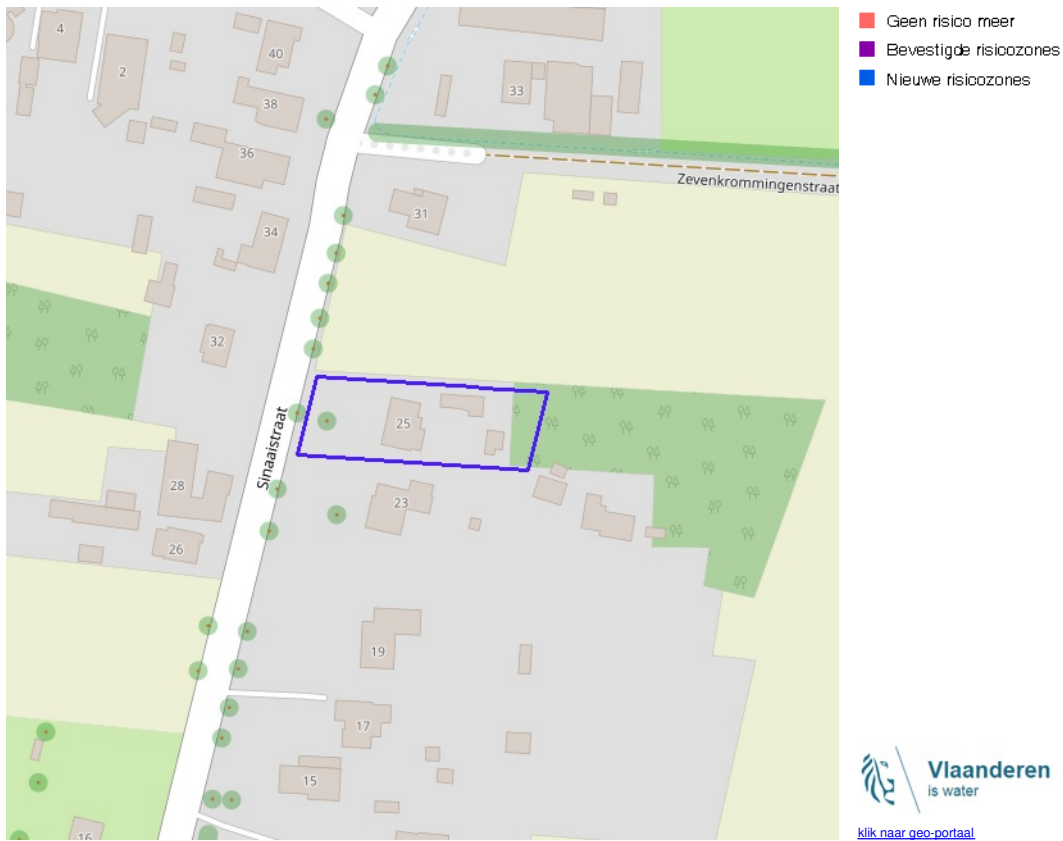 Geen risico meer
Bevestigde risicozones
Nieuwe risicozones
4
2
40
38
36
34
32
33
31
Zevenkrommingenstraat
Sinaaistraat
25
23
28
26
19
17
15
16
Vlaanderen
is water
klik naar geo-portaal